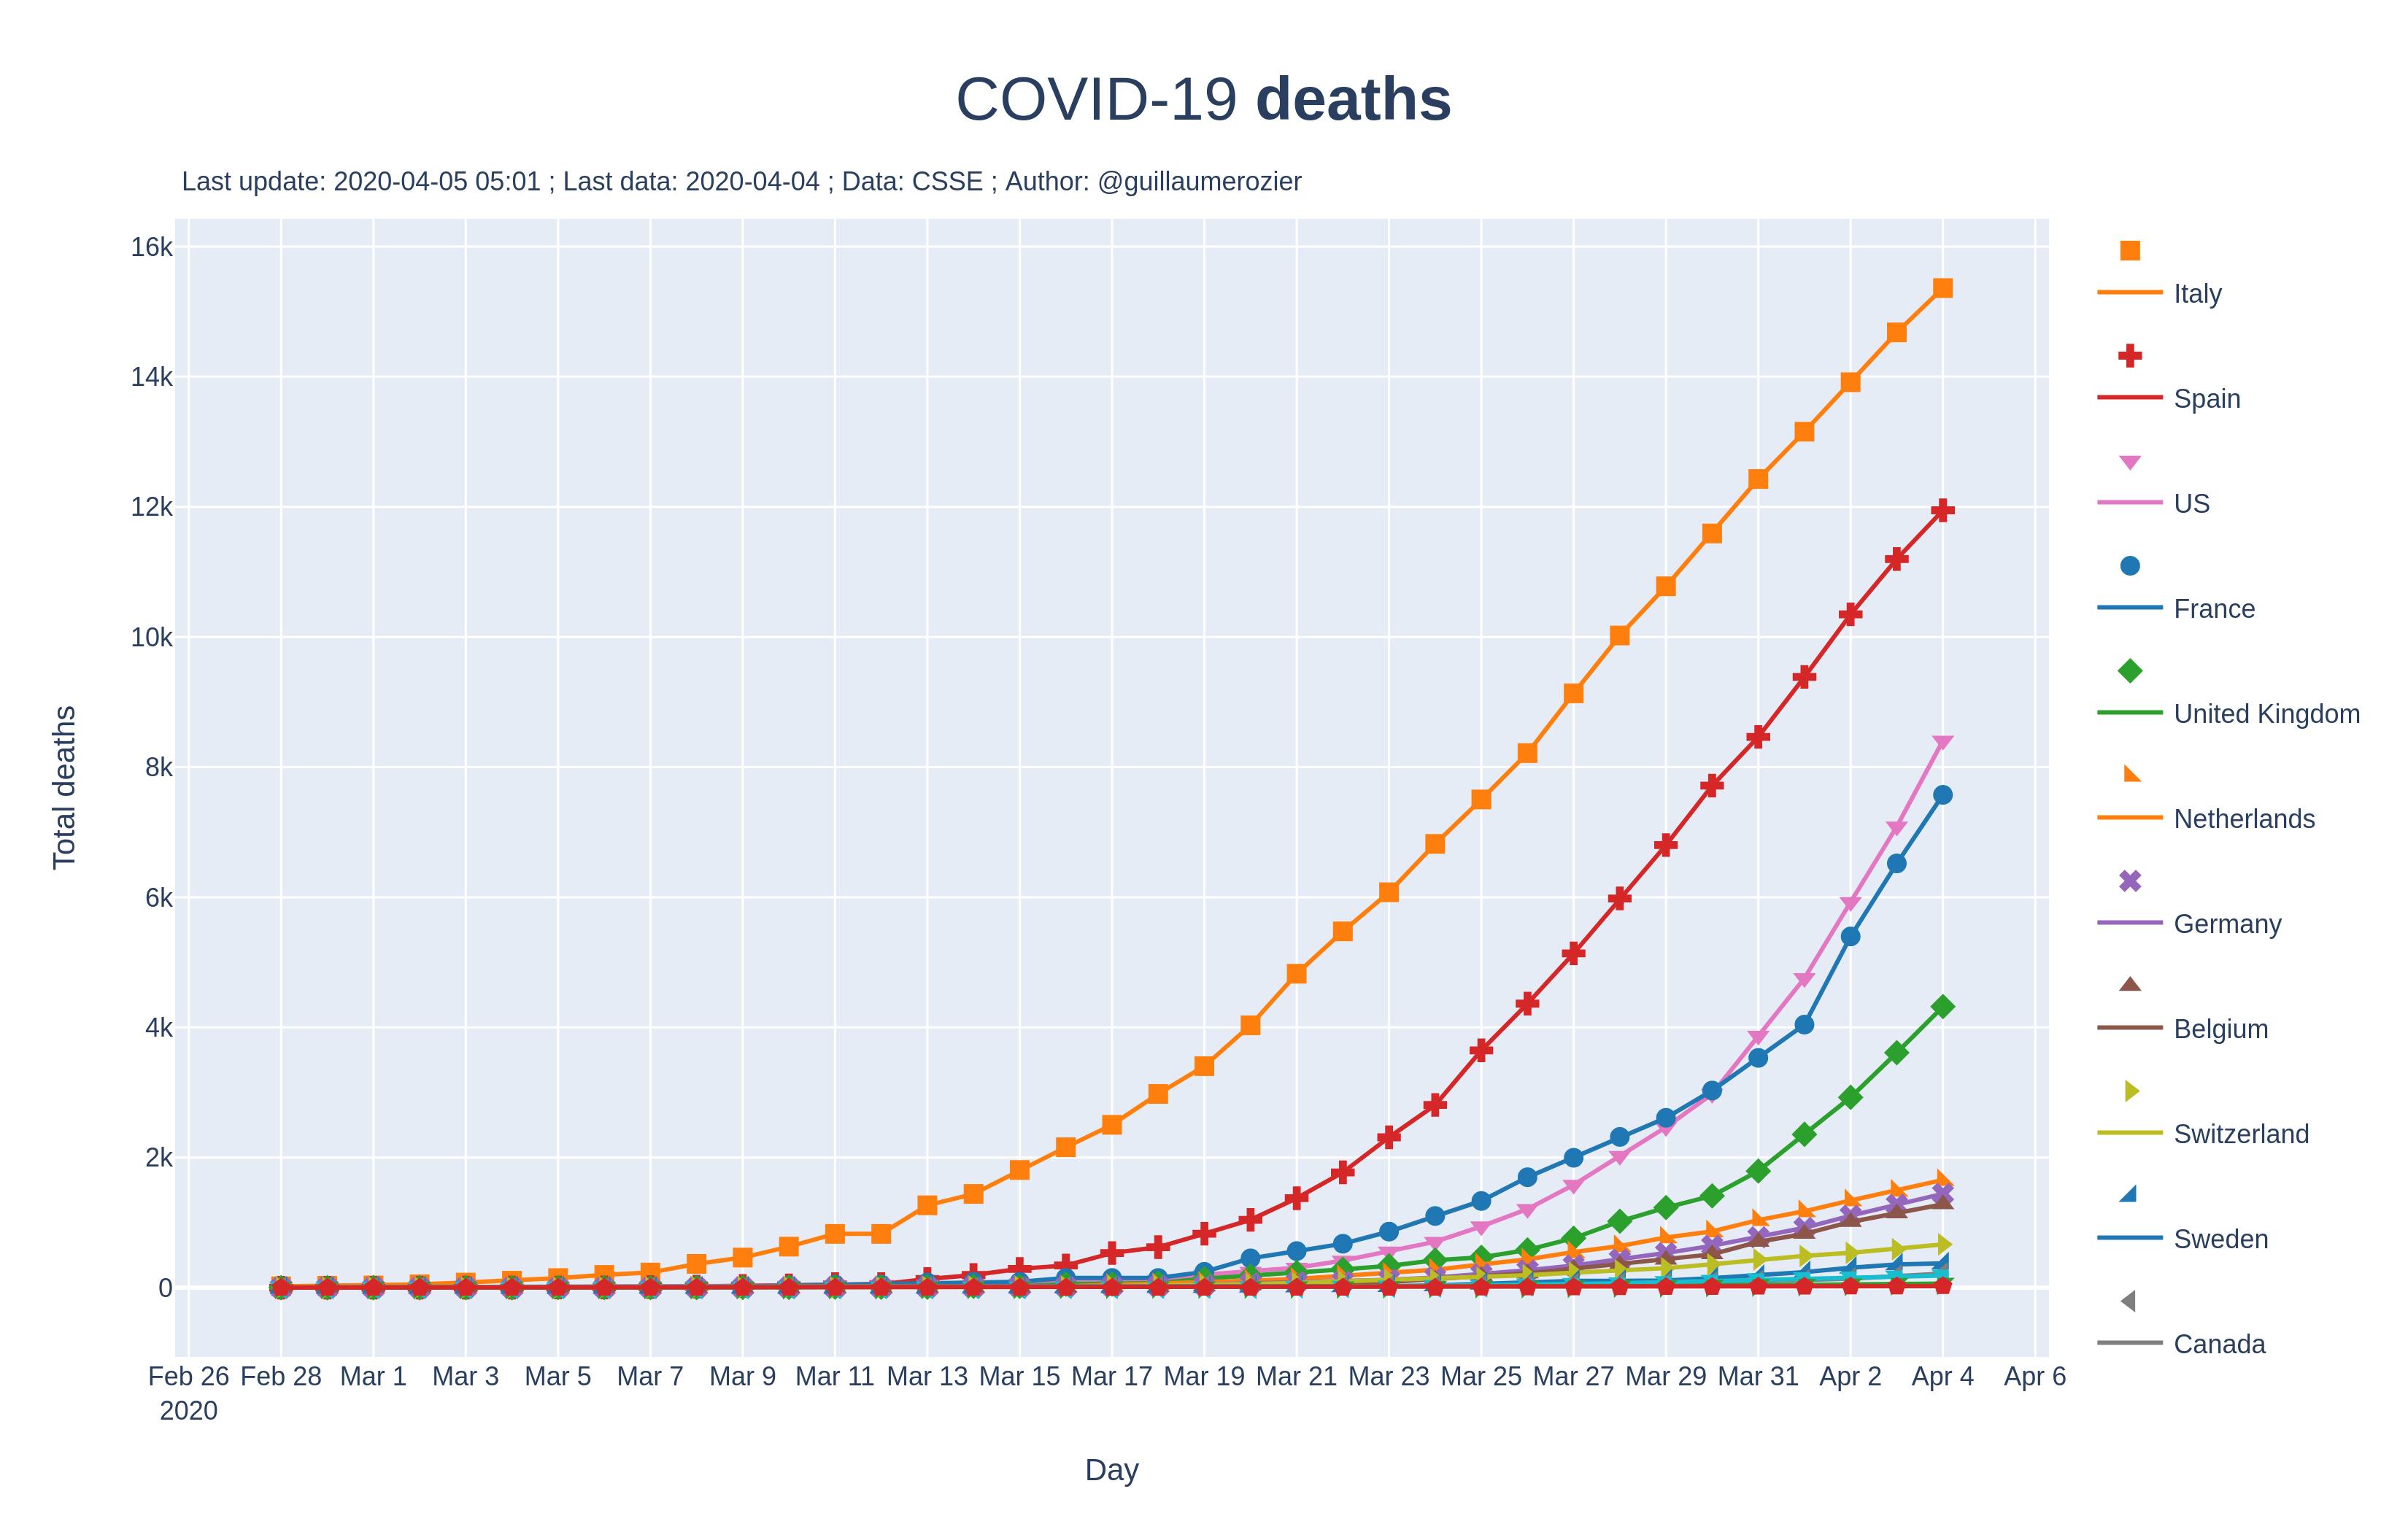 COVID-19 deaths
Last update: 2020-04-05 05:01 ; Last data: 2020-04-04 ; Data: CSSE ; Author: @guillaumerozier
16k
14k
12k
10k
8k
6k
4k
2k
0
Total deaths
Feb 26 Feb 28 Mar 1 Mar 3 Mar 5 Mar 7 Mar 9 Mar 11 Mar 13 Mar 15 Mar 17 Mar 19 Mar 21 Mar 23 Mar 25 Mar 27 Mar 29 Mar 31 Apr 2 Apr 4 Apr 6
2020
Day
Italy
Spain
US
France
United Kingdom
Netherlands
Germany
Belgium
Switzerland
Sweden
Canada